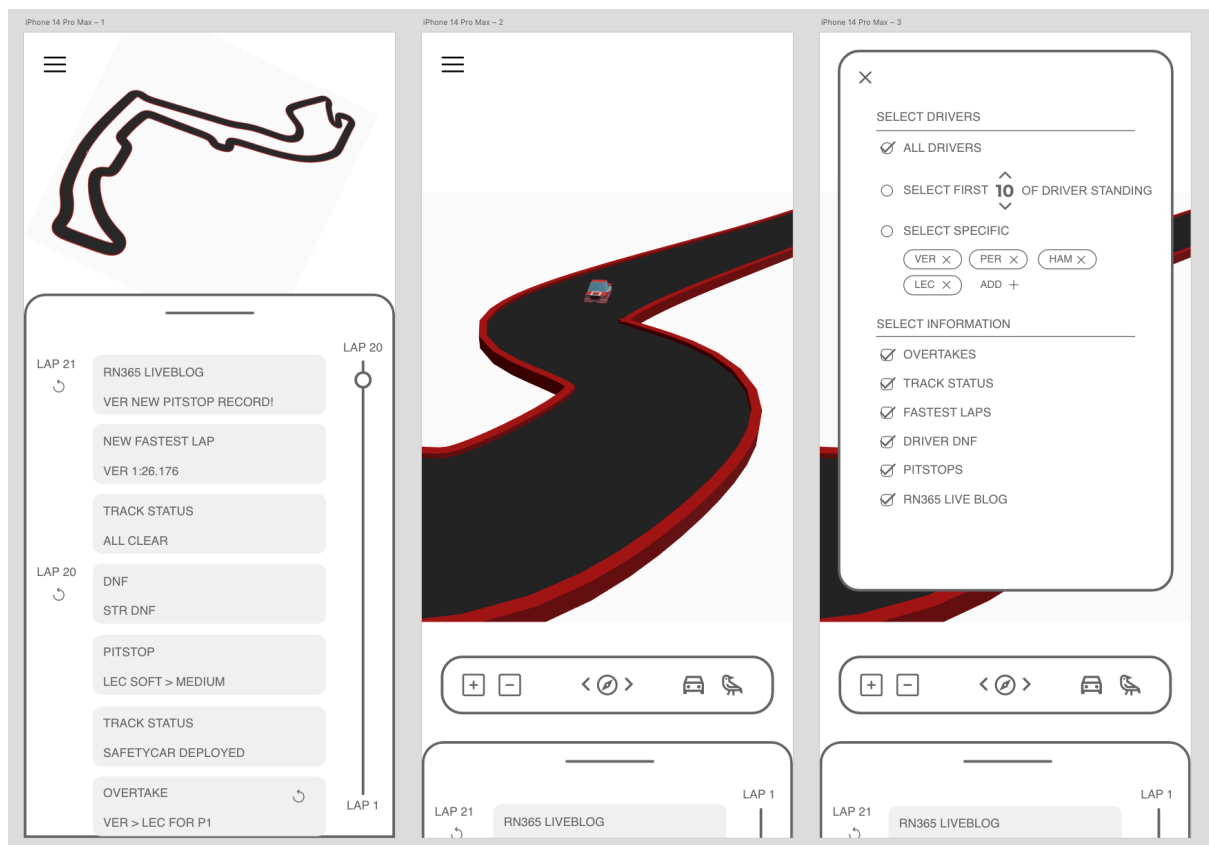 iPhone 14 Pro Max – 1
LAP 20
LAP 21
RN365 LIVEBLOG
VER NEW PITSTOP RECORD!
NEW FASTEST LAP
VER 1:26.176
TRACK STATUS
ALL CLEAR
LAP 20
DNF
STR DNF
PITSTOP
LEC SOFT > MEDIUM
TRACK STATUS
SAFETYCAR DEPLOYED
OVERTAKE
VER > LEC FOR P1
LAP 1
iPhone 14 Pro Max – 2
LAP 1
LAP 21
RN365 LIVEBLOG
iPhone 14 Pro Max – 3
SELECT DRIVERS
ALL DRIVERS
SELECT FIRST 10 OF DRIVER STANDING
SELECT SPECIFIC
VER PER HAM
LEC ADD +
SELECT INFORMATION
OVERTAKES
TRACK STATUS
FASTEST LAPS
DRIVER DNF
PITSTOPS
RN365 LIVE BLOG
LAP 1
LAP 21
RN365 LIVEBLOG